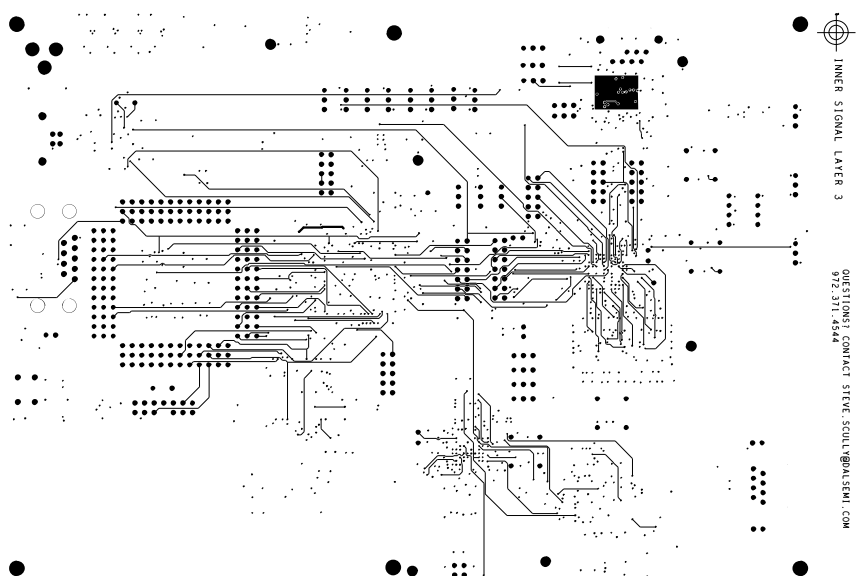 INNER SIGNAL LAYER 3
QUESTIONS? CONTACT STEVE.SCULLY@DALSEMI.COM
972.371.4544